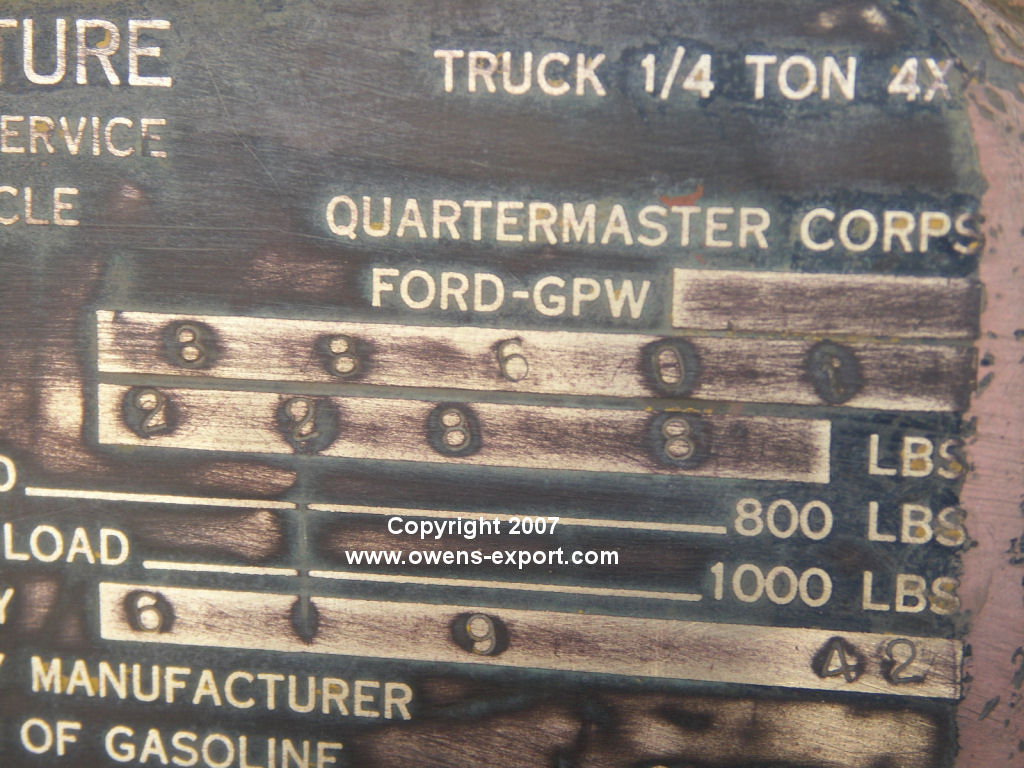 TURE
TRUCK 1/4 TON 4X
SERVICE
CLE
QUARTERMASTER CORPS
FORD-GPW
8 8 6 0
2 2 8 8 LBS
D 800 LBS
LOAD 1000 LBS
Y 6 9 42
Y MANUFACTURER
OF GASOLINE
Copyright 2007
www.owens-export.com